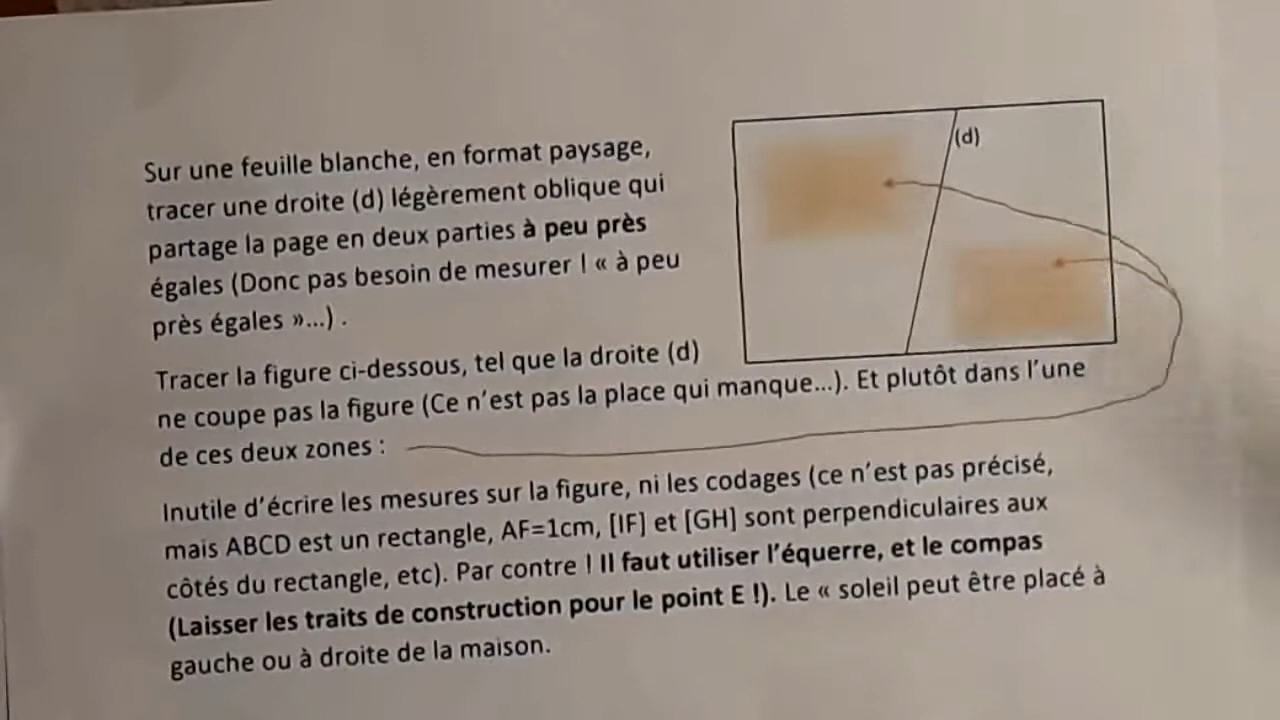 Sur une feuille blanche, en format paysage,
tracer une droite (d) légèrement oblique qui
partage la page en deux parties à peu près
égales (Donc pas besoin de mesurer ! « à peu
près égales »...) .
(d)
Tracer la figure ci-dessous, tel que la droite (d)
ne coupe pas la figure (Ce n'est pas la place qui manque...). Et plutôt dans l'une
de ces deux zones :
Inutile d'écrire les mesures sur la figure, ni les codages (ce n'est pas précisé,
mais ABCD est un rectangle, AF=1cm, [IF] et [GH] sont perpendiculaires aux
côtés du rectangle, etc). Par contre ! Il faut utiliser l'équerre, et le compas
(Laisser les traits de construction pour le point E !). Le « soleil peut être placé à
gauche ou à droite de la maison.